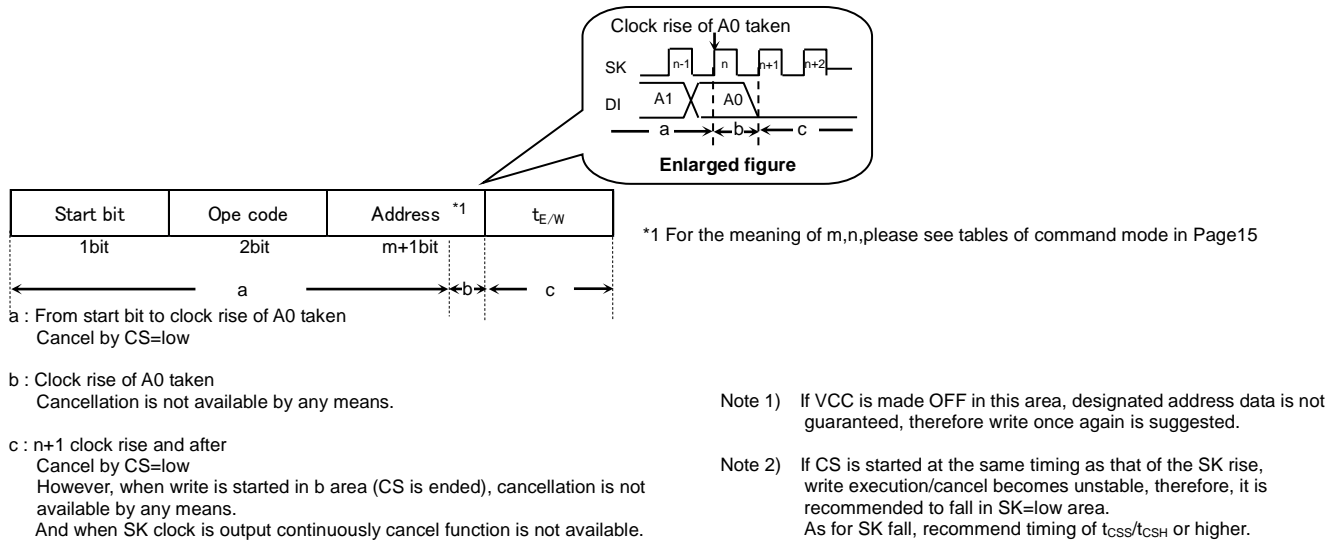 Clock rise of A0 taken
SK n-1 n n+1 n+2
DI A1 A0
a b c
Enlarged figure
Start bit Ope code Address *1 tE/W
1bit 2bit m+1bit
*1 For the meaning of m,n,please see tables of command mode in Page15
a b c
a : From start bit to clock rise of A0 taken
Cancel by CS=low
b : Clock rise of A0 taken
Cancellation is not available by any means.
c : n+1 clock rise and after
Cancel by CS=low
However, when write is started in b area (CS is ended), cancellation is not
available by any means.
And when SK clock is output continuously cancel function is not available.
Note 1) If VCC is made OFF in this area, designated address data is not
guaranteed, therefore write once again is suggested.
Note 2) If CS is started at the same timing as that of the SK rise,
write execution/cancel becomes unstable, therefore, it is
recommended to fall in SK=low area.
As for SK fall, recommend timing of tCSS/tCSH or higher.